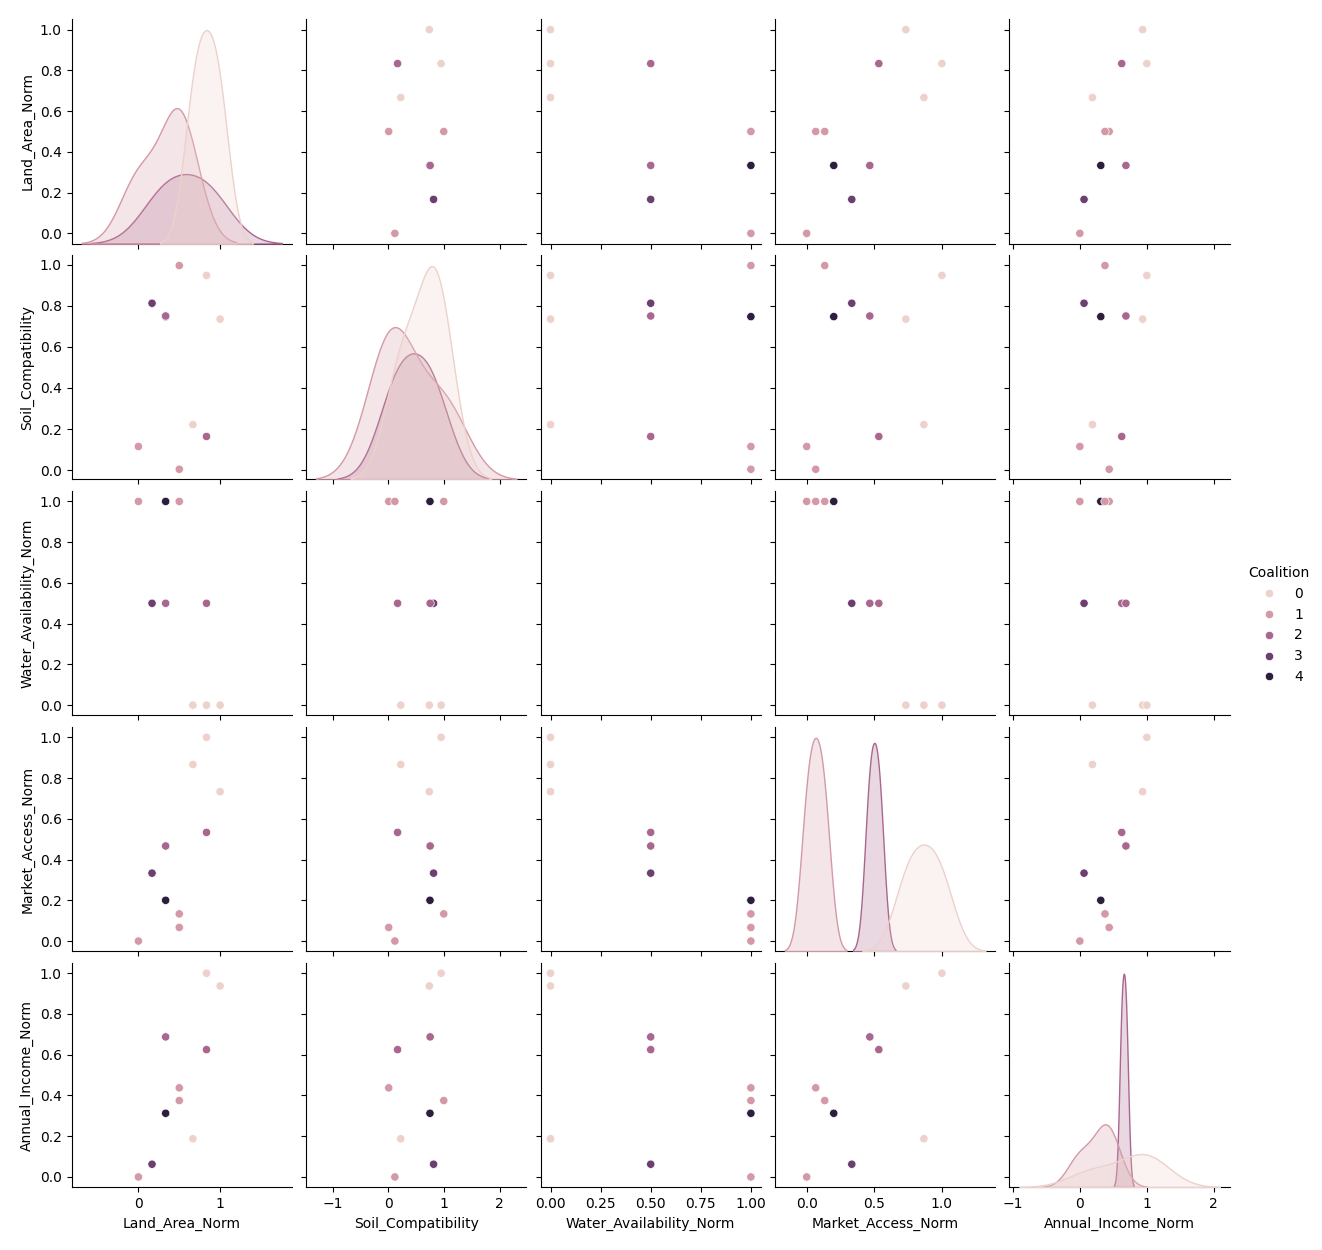 1.0
0.8
0.6
0.4
0.2
0.0
Land_Area_Norm
1.0
0.8
0.6
0.4
0.2
0.0
Soil_Compatibility
1.0
0.8
0.6
0.4
0.2
0.0
Water_Availability_Norm
Coalition
0
1
2
3
4
1.0
0.8
0.6
0.4
0.2
0.0
Market_Access_Norm
1.0
0.8
0.6
0.4
0.2
0.0
Annual_Income_Norm
0 1
Land_Area_Norm
−1 0 1 2
Soil_Compatibility
0.00 0.25 0.50 0.75 1.00
Water_Availability_Norm
0.0 0.5 1.0
Market_Access_Norm
−1 0 1 2
Annual_Income_Norm